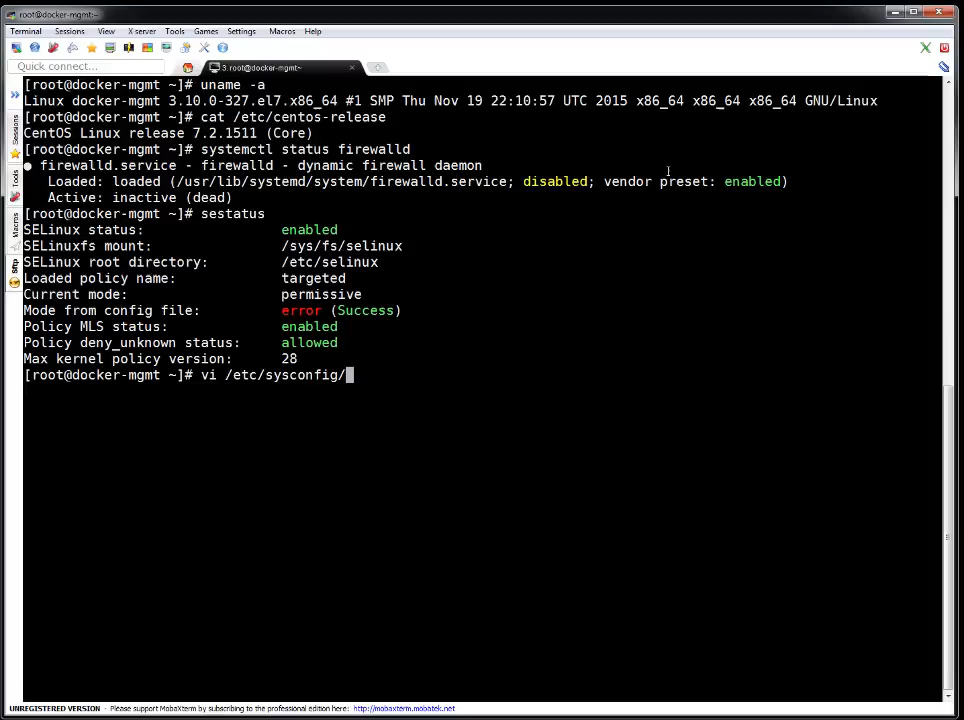 root@docker-mgmt:~
Terminal Sessions View X server Tools Games Settings Macros Help
Quick connect...
3. root@docker-mgmt~
[root@docker-mgmt ~]# uname -a
Linux docker-mgmt 3.10.0-327.el7.x86_64 #1 SMP Thu Nov 19 22:10:57 UTC 2015 x86_64 x86_64 x86_64 GNU/Linux
[root@docker-mgmt ~]# cat /etc/centos-release
CentOS Linux release 7.2.1511 (Core)
[root@docker-mgmt ~]# systemctl status firewalld
● firewalld.service - firewalld - dynamic firewall daemon
Loaded: loaded (/usr/lib/systemd/system/firewalld.service; disabled; vendor preset: enabled)
Active: inactive (dead)
[root@docker-mgmt ~]# sestatus
SELinux status: enabled
SELinuxfs mount: /sys/fs/selinux
SELinux root directory: /etc/selinux
Loaded policy name: targeted
Current mode: permissive
Mode from config file: error (Success)
Policy MLS status: enabled
Policy deny_unknown status: allowed
Max kernel policy version: 28
[root@docker-mgmt ~]# vi /etc/sysconfig/
Sessions
Tools
Macros
Sftp
UNREGISTERED VERSION - Please support MobaXterm by subscribing to the professional edition here: http://mobaxterm.mobatek.net